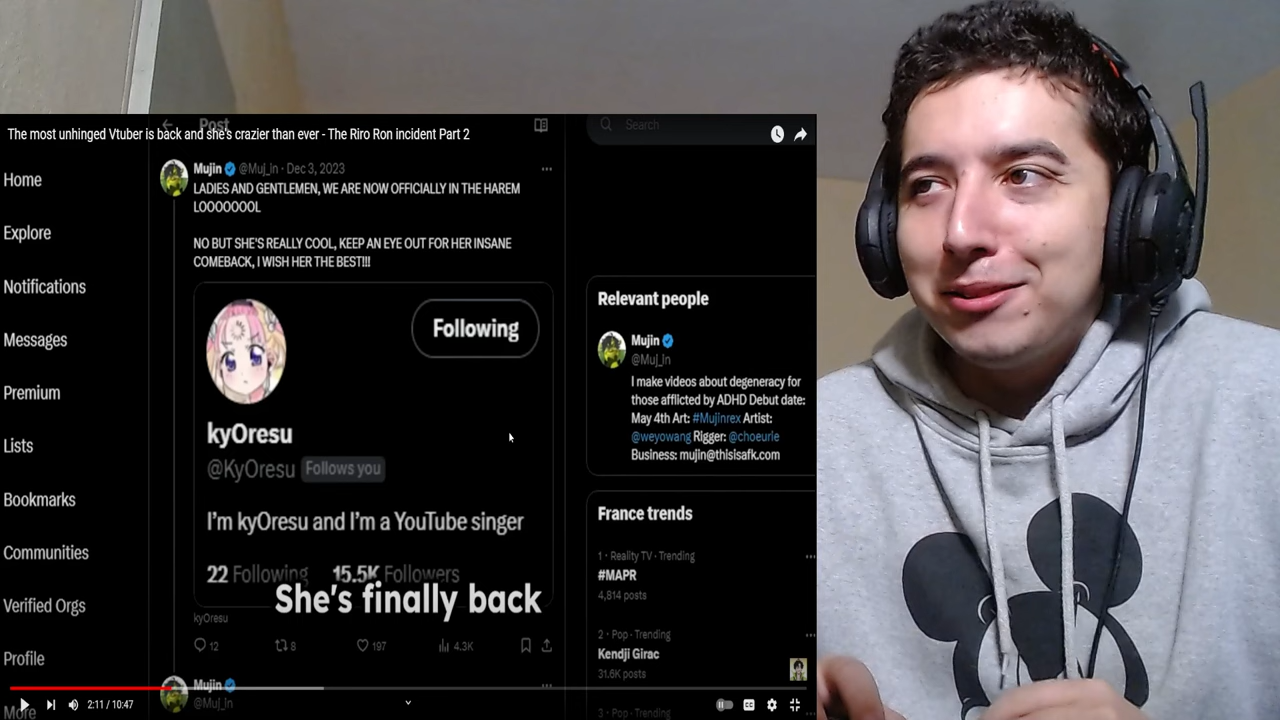 Post
Search
The most unhinged Vtuber is back and she's crazier than ever - The Riro Ron incident Part 2
Home
Explore
Notifications
Messages
Premium
Lists
Bookmarks
Communities
Verified Orgs
Profile
More
Mujin @Muj_in · Dec 3, 2023
LADIES AND GENTLEMEN, WE ARE NOW OFFICIALLY IN THE HAREM
LOOOOOOOL
NO BUT SHE'S REALLY COOL, KEEP AN EYE OUT FOR HER INSANE
COMEBACK, I WISH HER THE BEST!!!
Following
kyOresu
@KyOresu Follows you
I'm kyOresu and I'm a YouTube singer
22 Following 15.5K Followers
She's finally back
kyOresu
12 8 197 4.3K
Mujin
@Muj_in
Relevant people
Mujin
@Muj_in
I make videos about degeneracy for
those afflicted by ADHD Debut date:
May 4th Art: #Mujinrex Artist:
@weyowang Rigger: @choeurie
Business: mujin@thisisafk.com
France trends
1 · Reality TV · Trending
#MAPR
4,814 posts
2 · Pop · Trending
Kendji Girac
31.6K posts
3 · Pop · Trending
2:11 / 10:47